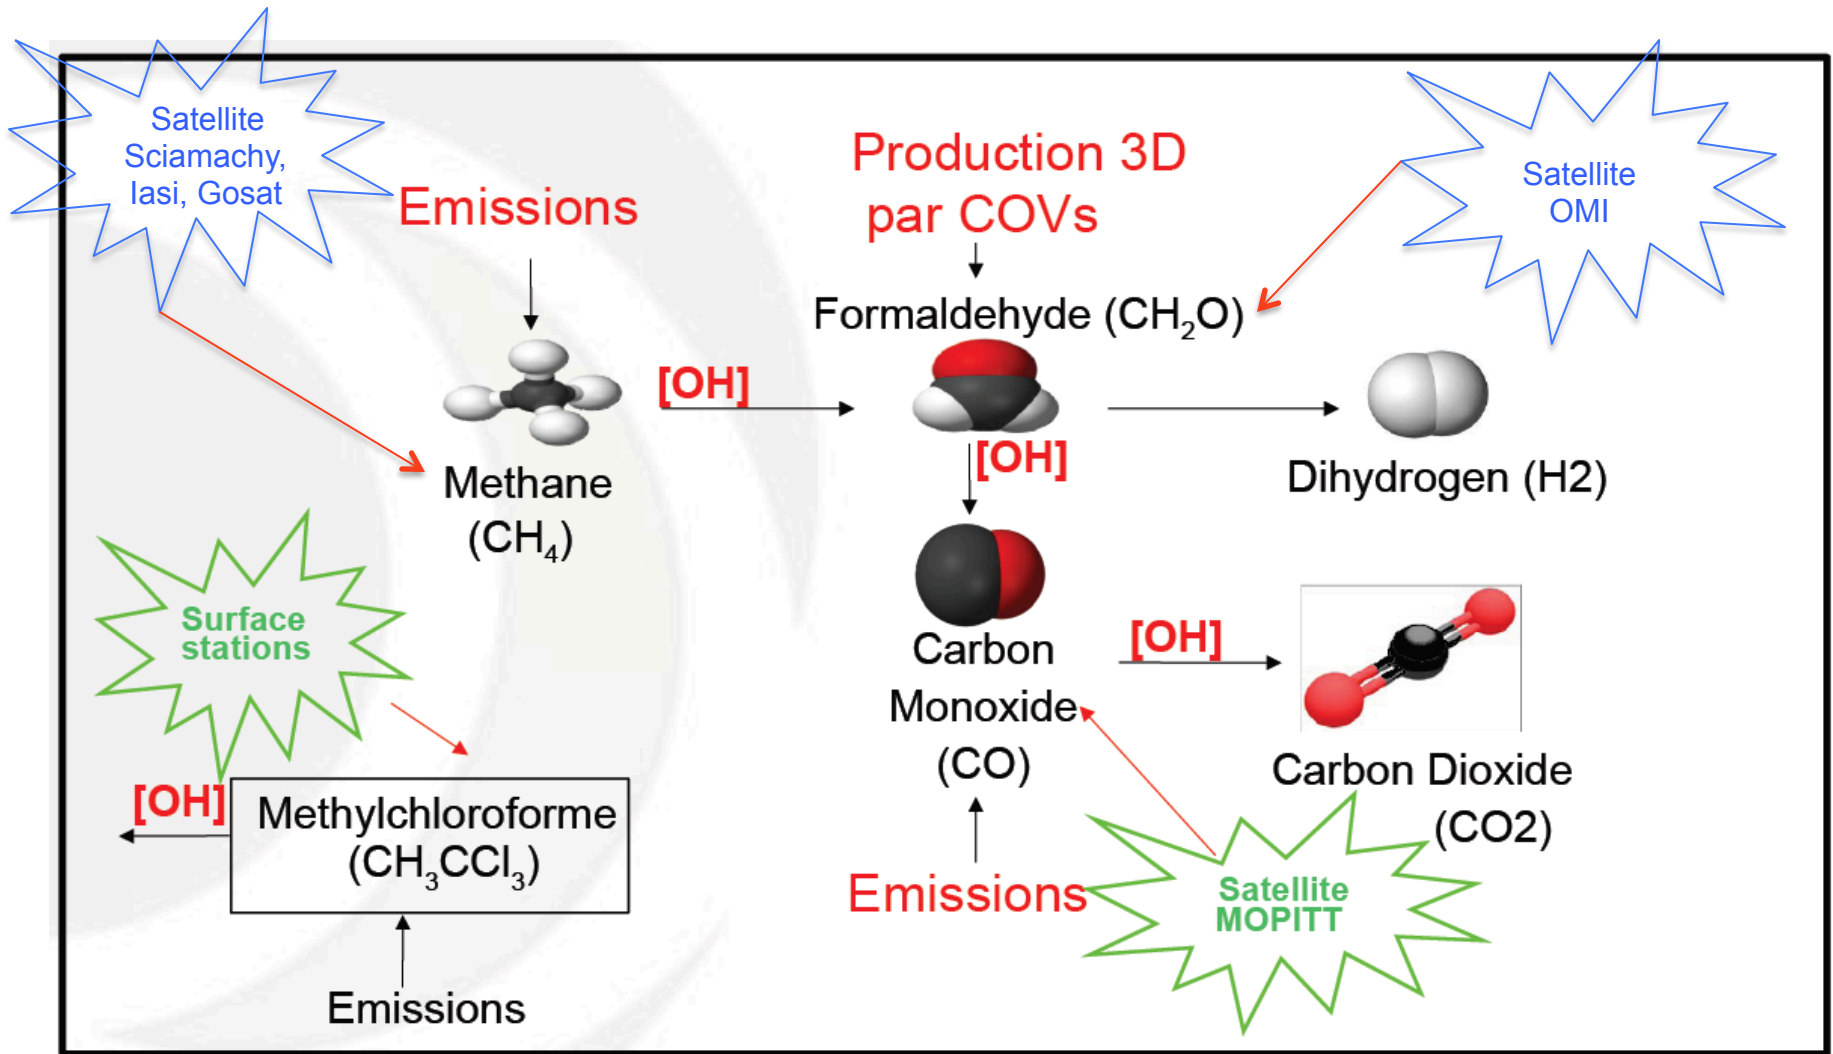 Satellite
Sciamachy,
Iasi, Gosat
Emissions
Production 3D
par COVs
Satellite
OMI
Formaldehyde (CH₂O)
[OH]
Methane
(CH₄)
[OH]
Dihydrogen (H2)
Surface
stations
Carbon
Monoxide
(CO)
[OH]
Carbon Dioxide
(CO2)
[OH]
Methylchloroforme
(CH₃CCl₃)
Emissions
Emissions
Satellite
MOPITT